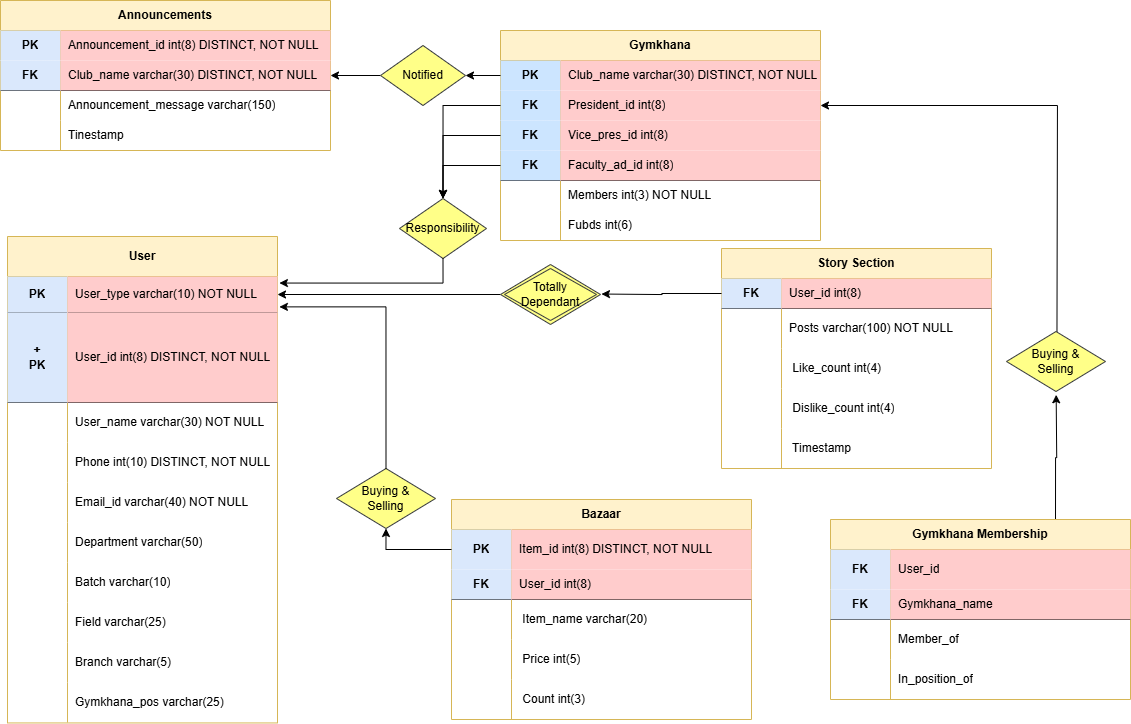 Announcements
PK Announcement_id int(8) DISTINCT, NOT NULL
FK Club_name varchar(30) DISTINCT, NOT NULL
Announcement_message varchar(150)
Tinestamp
Notified
Gymkhana
PK Club_name varchar(30) DISTINCT, NOT NULL
FK President_id int(8)
FK Vice_pres_id int(8)
FK Faculty_ad_id int(8)
Members int(3) NOT NULL
Fubds int(6)
Responsibility
User
PK User_type varchar(10) NOT NULL
+
PK User_id int(8) DISTINCT, NOT NULL
User_name varchar(30) NOT NULL
Phone int(10) DISTINCT, NOT NULL
Email_id varchar(40) NOT NULL
Department varchar(50)
Batch varchar(10)
Field varchar(25)
Branch varchar(5)
Gymkhana_pos varchar(25)
Totally
Dependant
Story Section
FK User_id int(8)
Posts varchar(100) NOT NULL
Like_count int(4)
Dislike_count int(4)
Timestamp
Buying &
Selling
Buying &
Selling
Bazaar
PK Item_id int(8) DISTINCT, NOT NULL
FK User_id int(8)
Item_name varchar(20)
Price int(5)
Count int(3)
Gymkhana Membership
FK User_id
FK Gymkhana_name
Member_of
In_position_of